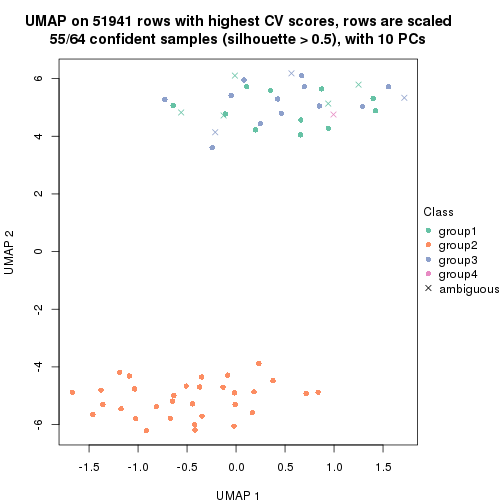 UMAP on 51941 rows with highest CV scores, rows are scaled
55/64 confident samples (silhouette > 0.5), with 10 PCs
6
4
2
0
-2
-4
-6
UMAP 2
-1.5 -1.0 -0.5 0.0 0.5 1.0 1.5
UMAP 1
Class
group1
group2
group3
group4
ambiguous